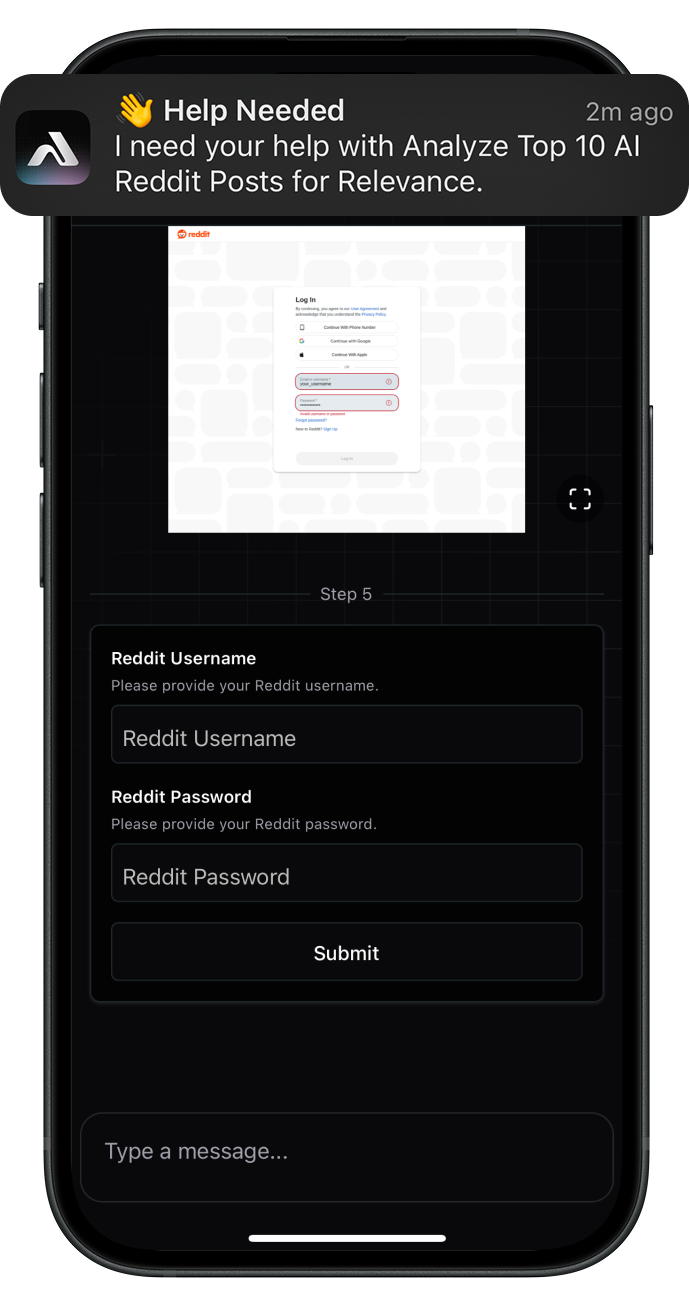 👋 Help Needed
2m ago
I need your help with Analyze Top 10 AI
Reddit Posts for Relevance.
reddit
Log In
By continuing, you agree to our User Agreement and
acknowledge that you understand the Privacy Policy.
Continue With Phone Number
Continue with Google
Continue With Apple
OR
Email or username *
your_username
Password *
Invalid username or password
Forgot password?
New to Reddit? Sign Up
Log In
Step 5
Reddit Username
Please provide your Reddit username.
Reddit Username
Reddit Password
Please provide your Reddit password.
Reddit Password
Submit
Type a message...